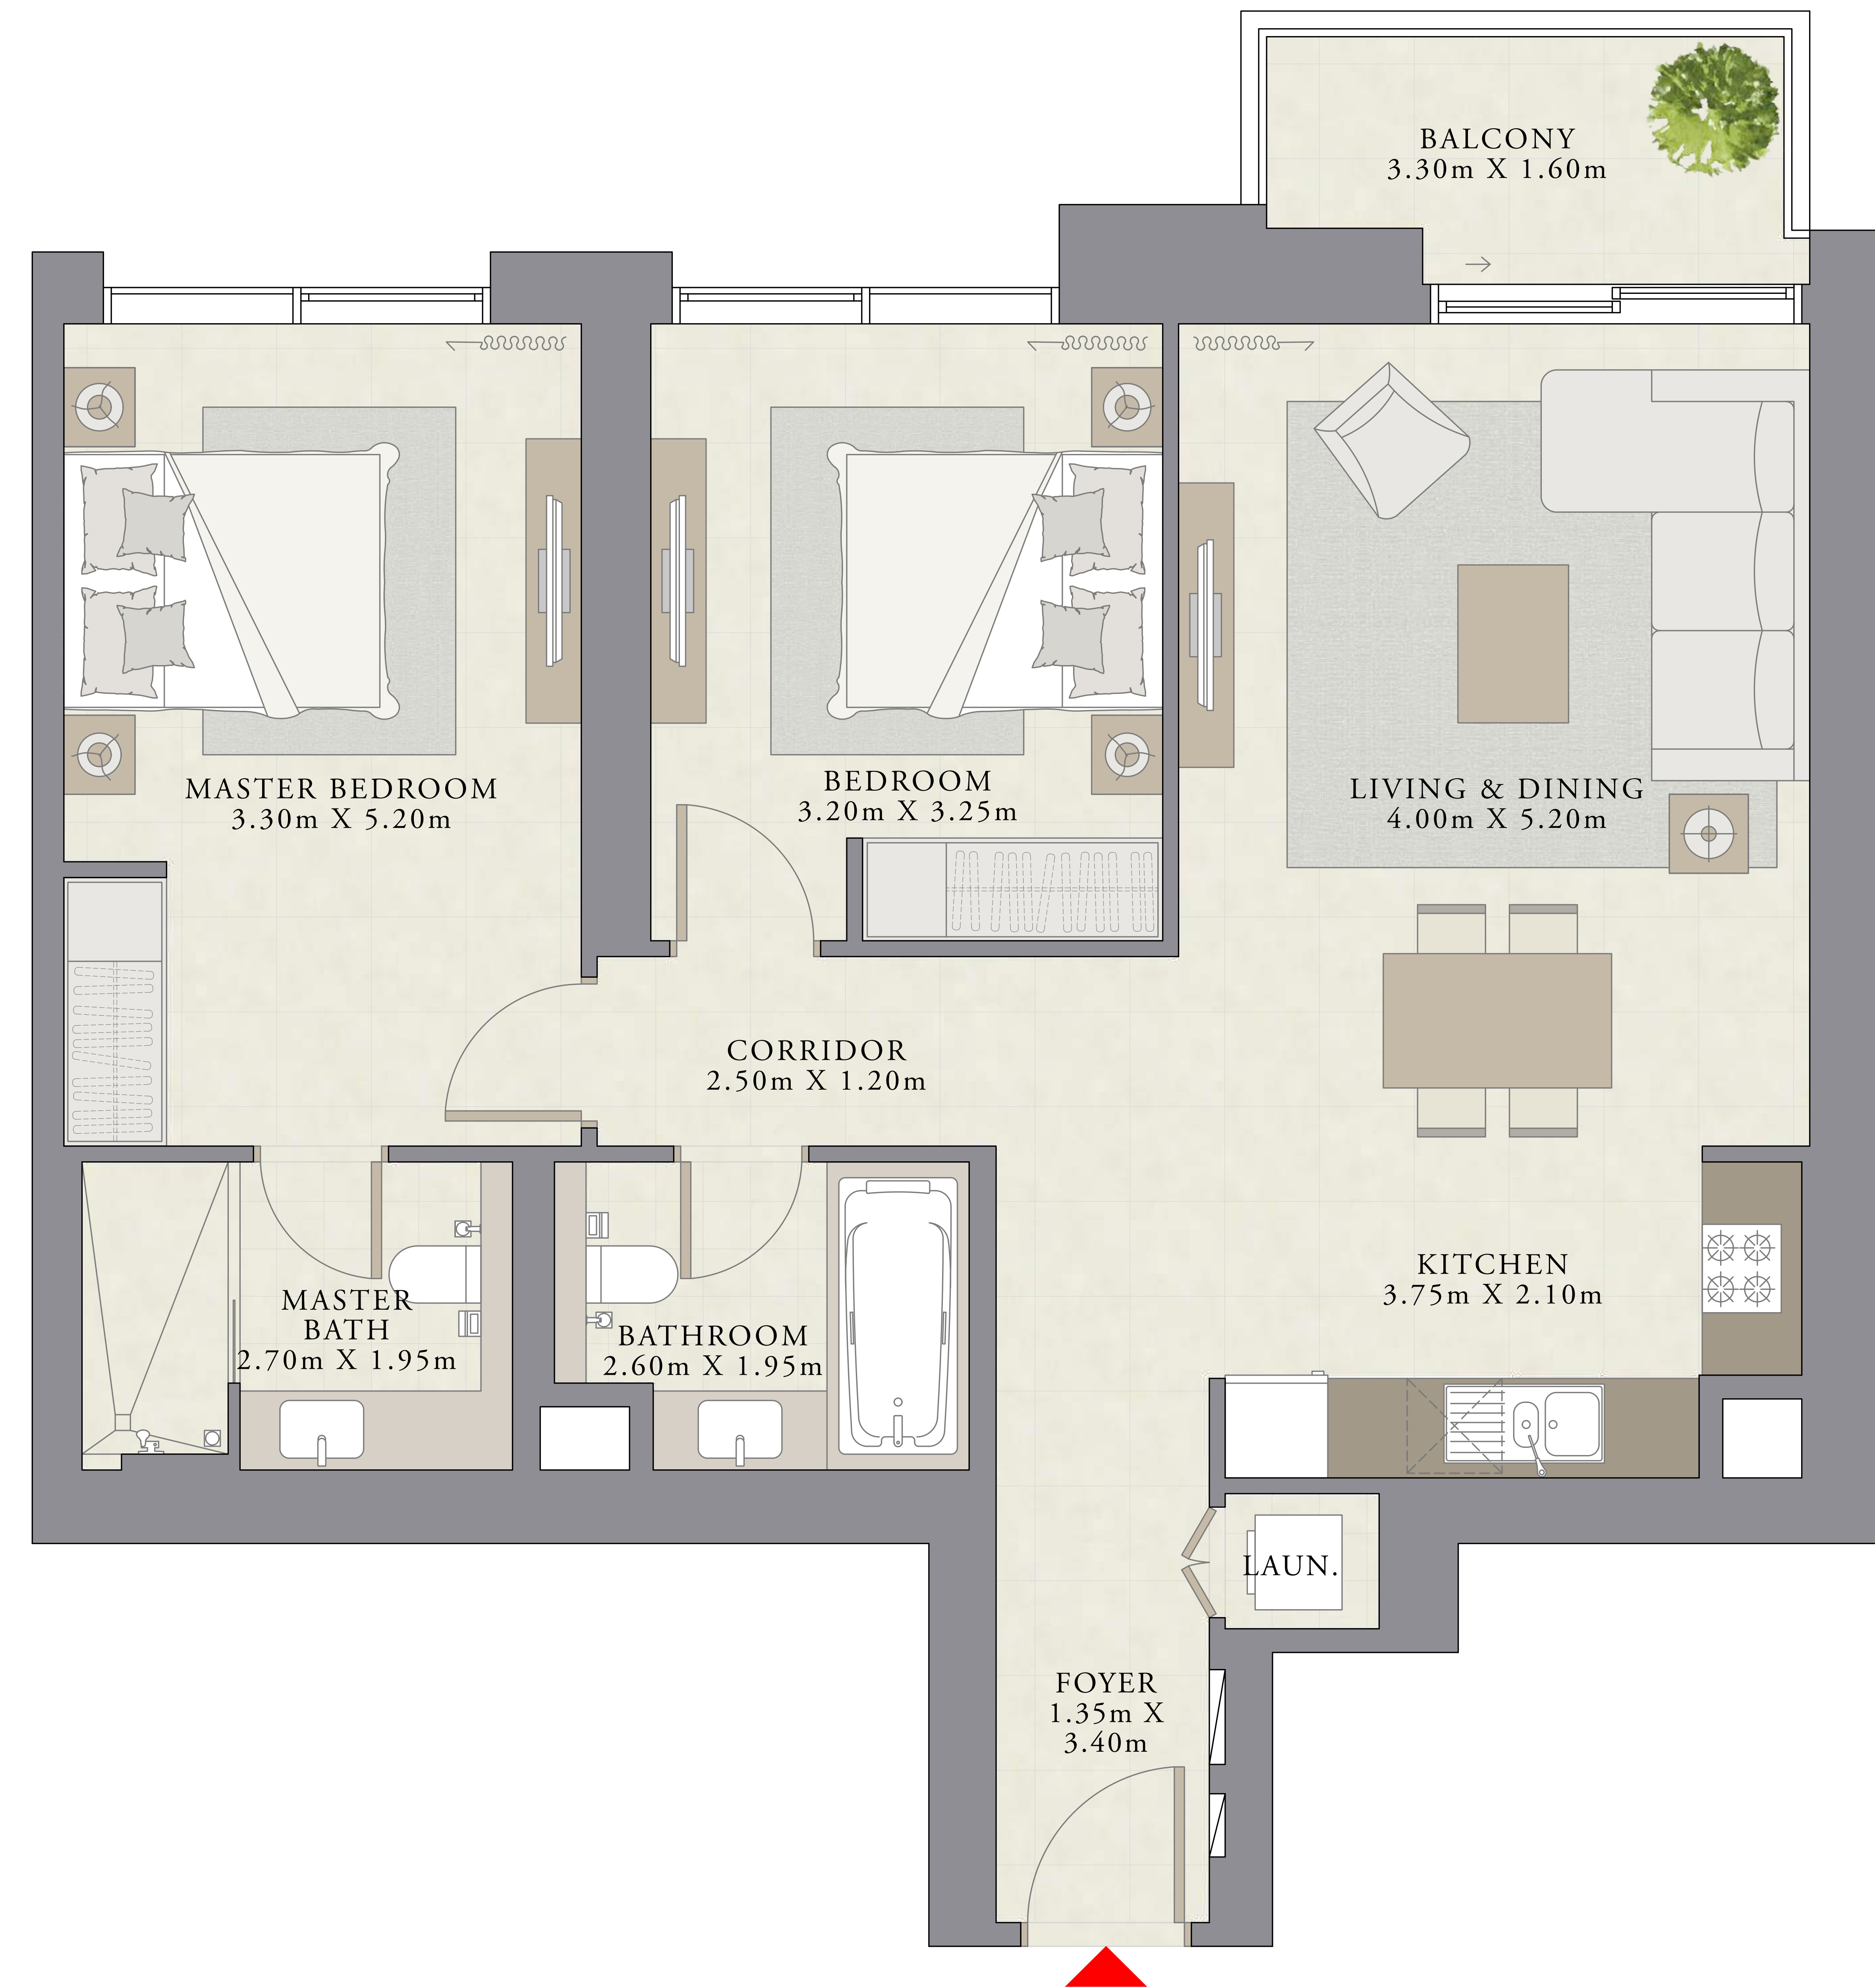 BALCONY
3.30m X 1.60m
MASTER BEDROOM
3.30m X 5.20m
BEDROOM
3.20m X 3.25m
LIVING & DINING
4.00m X 5.20m
CORRIDOR
2.50m X 1.20m
KITCHEN
3.75m X 2.10m
MASTER
BATH
2.70m X 1.95m
BATHROOM
2.60m X 1.95m
LAUN.
FOYER
1.35m X
3.40m